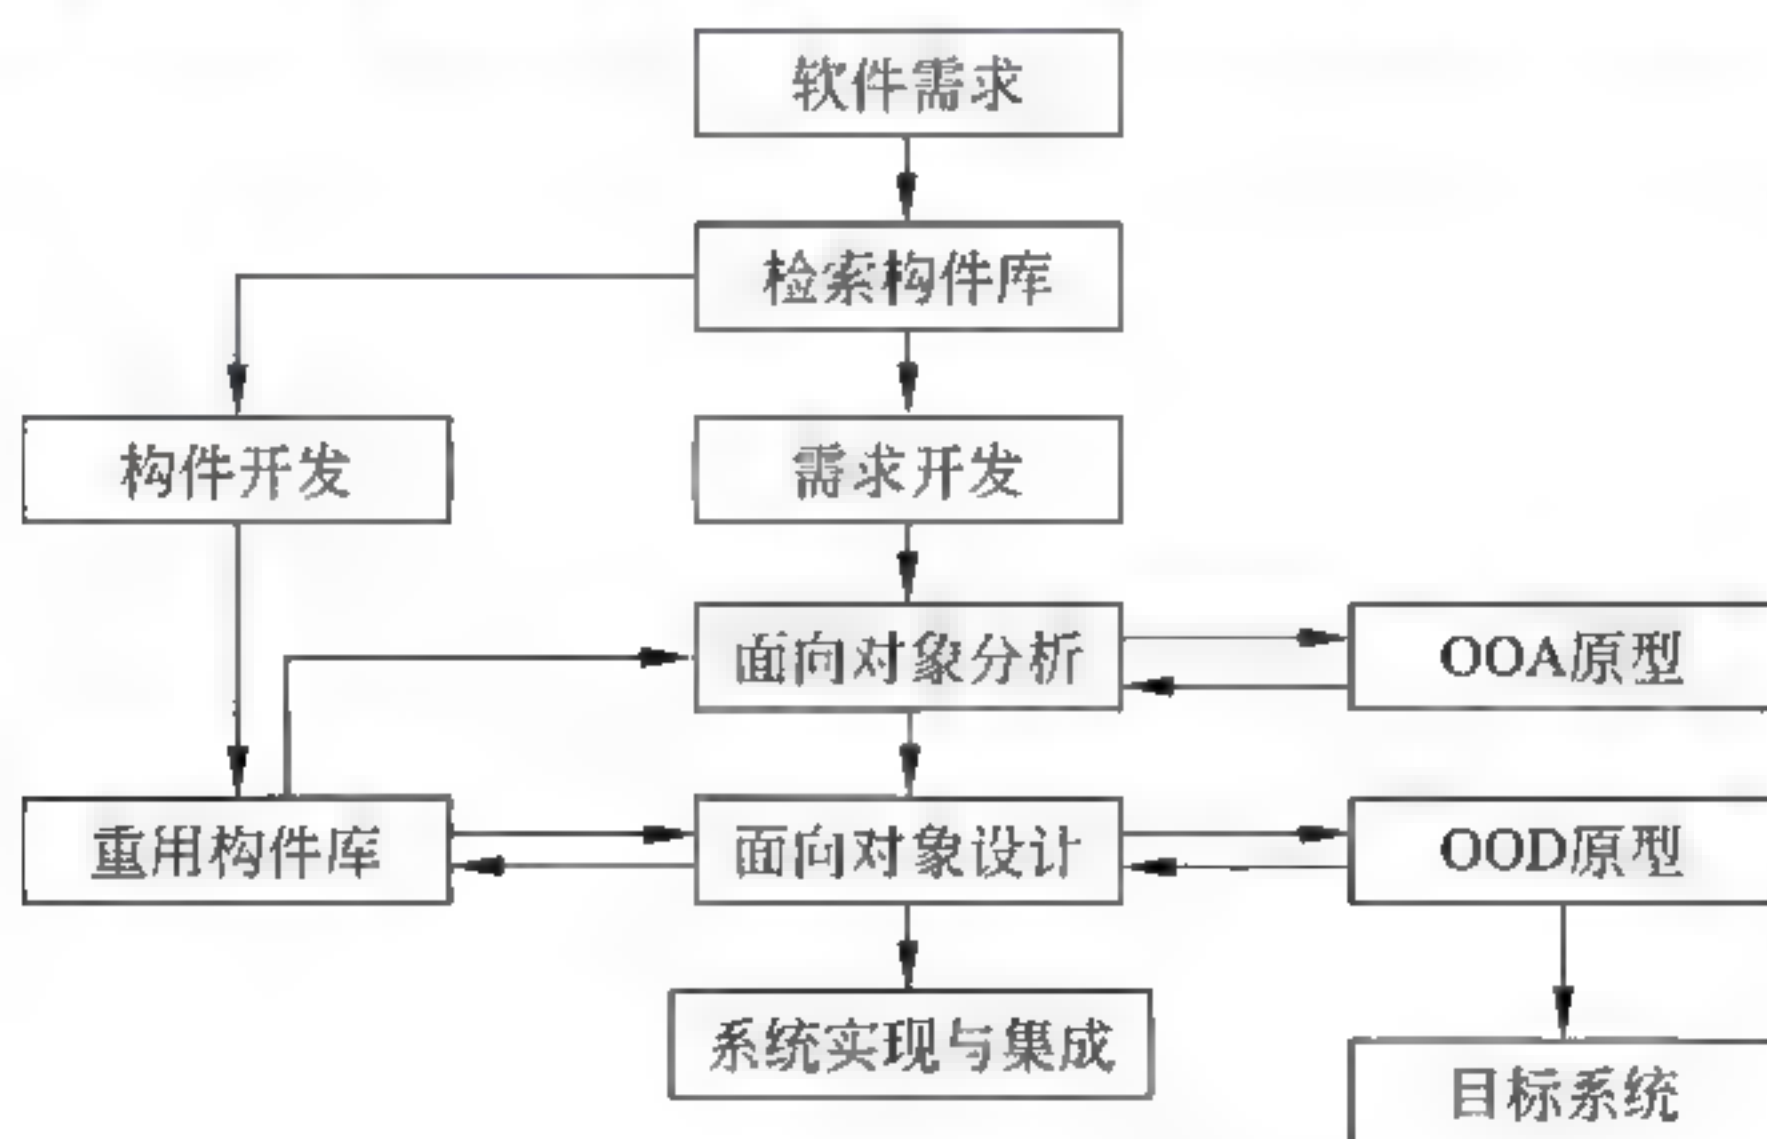 软件需求
检索构件库
构件开发
需求开发
面向对象分析
OOA原型
重用构件库
面向对象设计
OOD原型
系统实现与集成
目标系统